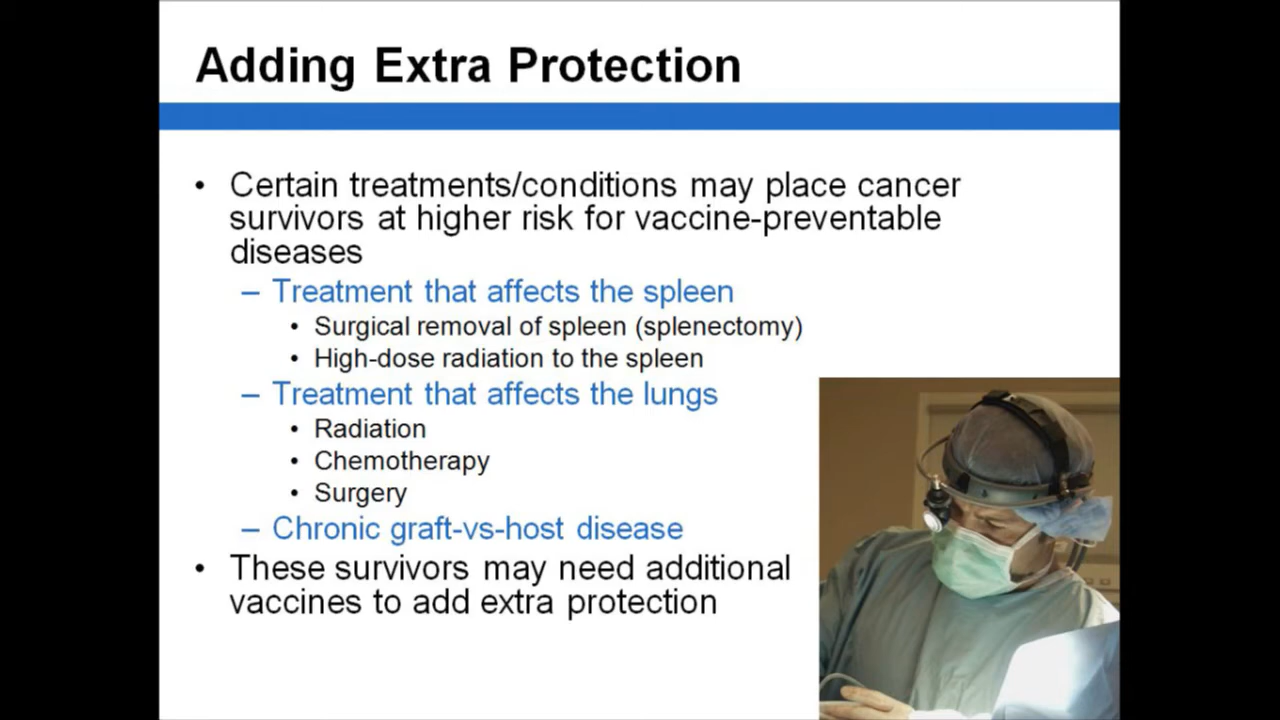 Adding Extra Protection
• Certain treatments/conditions may place cancer
survivors at higher risk for vaccine-preventable
diseases
– Treatment that affects the spleen
• Surgical removal of spleen (splenectomy)
• High-dose radiation to the spleen
– Treatment that affects the lungs
• Radiation
• Chemotherapy
• Surgery
– Chronic graft-vs-host disease
• These survivors may need additional
vaccines to add extra protection